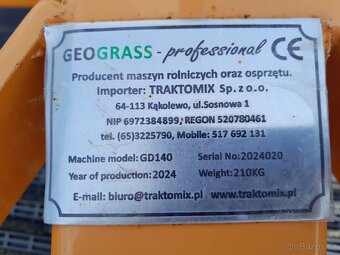 GEOGRASS - professional CE
Producent maszyn rolniczych oraz osprzętu.
Importer: TRAKTOMIX Sp. z o.o.
64-113 Kąkolewo, ul.Sosnowa 1
NIP 6972384899, REGON 520780461
tel. (65)3225790, Mobile: 517 692 131
Machine model: GD140 Serial No: 2024020
Year of production: 2024 Weight: 210KG
E-mail: biuro@traktomix.pl www.traktomix.pl